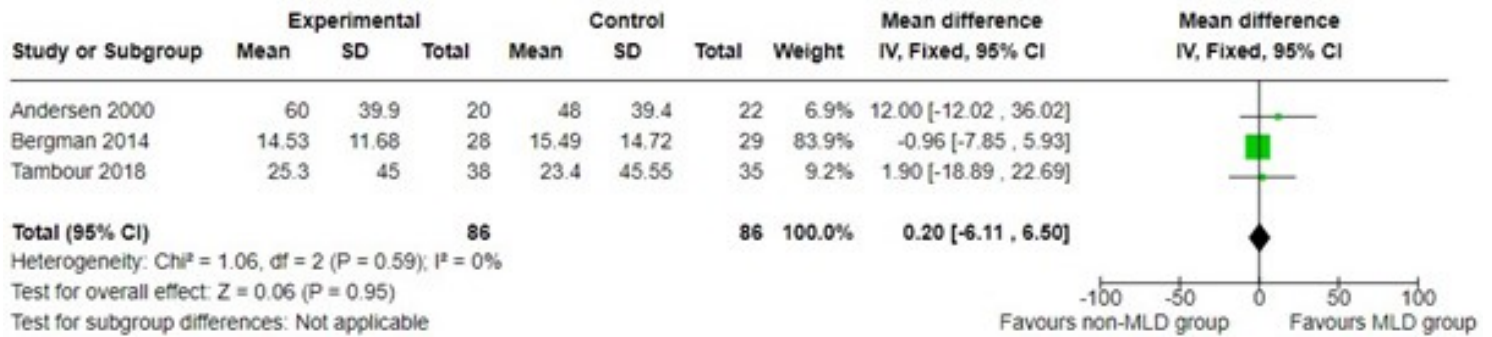 Experimental Control Mean difference Mean difference
Study or Subgroup Mean SD Total Mean SD Total Weight IV, Fixed, 95% CI IV, Fixed, 95% CI
Andersen 2000 60 39.9 20 48 39.4 22 6.9% 12.00 [-12.02 , 36.02]
Bergman 2014 14.53 11.68 28 15.49 14.72 29 83.9% -0.96 [-7.85 , 5.93]
Tambour 2018 25.3 45 38 23.4 45.55 35 9.2% 1.90 [-18.89 , 22.69]
Total (95% CI) 86 86 100.0% 0.20 [-6.11 , 6.50]
Heterogeneity: Chi² = 1.06, df = 2 (P = 0.59); I² = 0%
Test for overall effect: Z = 0.06 (P = 0.95)
-100 -50 0 50 100
Test for subgroup differences: Not applicable
Favours non-MLD group Favours MLD group